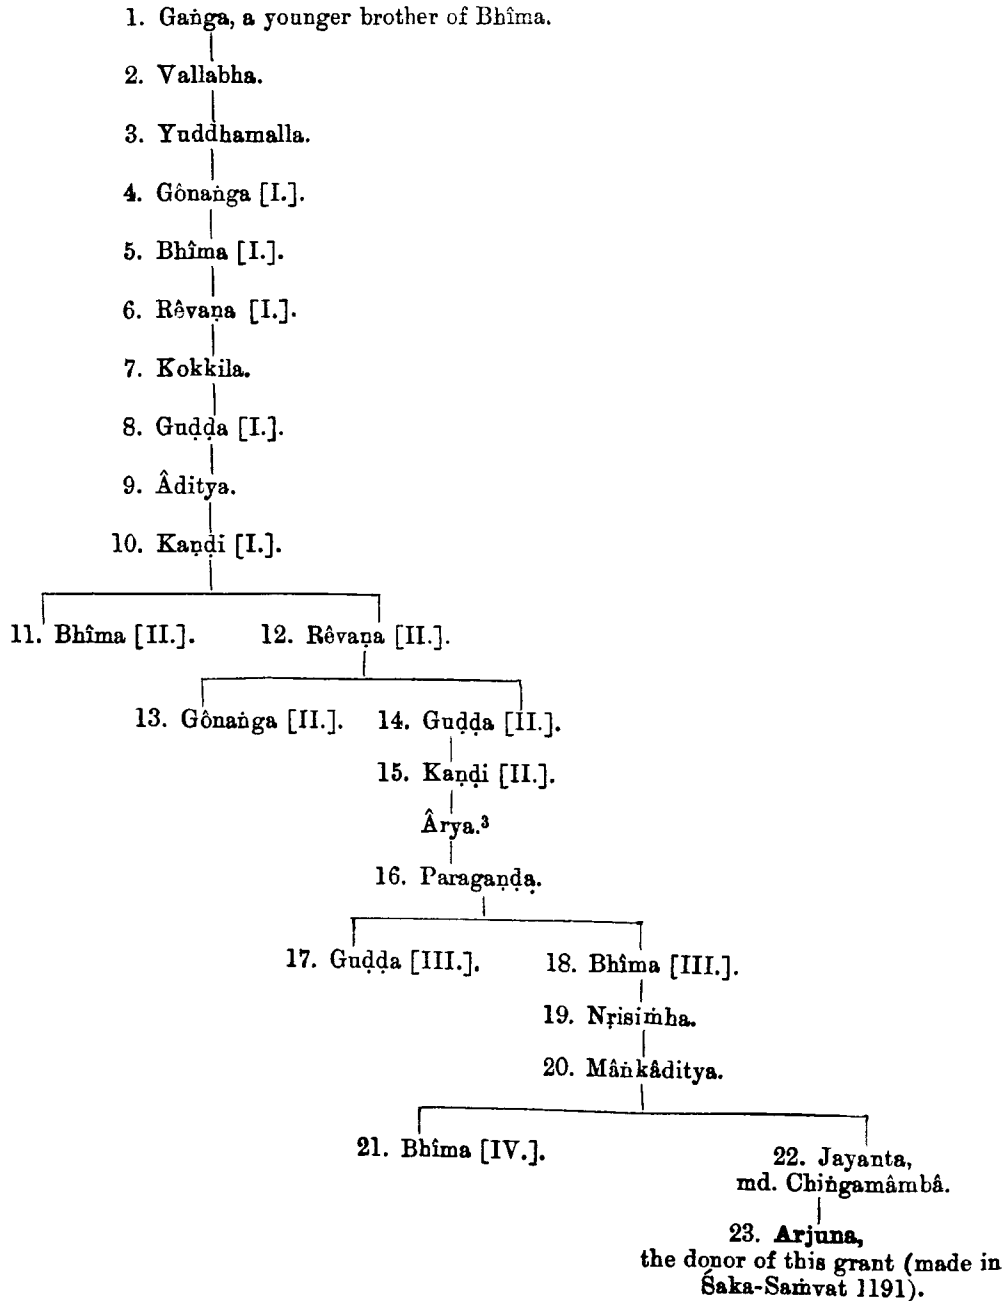 1. Gaṅga, a younger brother of Bhîma.
2. Vallabha.
3. Yuddhamalla.
4. Gônaṅga [I.].
5. Bhîma [I.].
6. Rêvaṇa [I.].
7. Kokkila.
8. Guḍḍa [I.].
9. Âditya.
10. Kaṇḍi [I.].
11. Bhîma [II.]. 12. Rêvaṇa [II.].
13. Gônaṅga [II.]. 14. Guḍḍa [II.].
15. Kaṇḍi [II.].
Ârya.³
16. Paragaṇḍa.
17. Guḍḍa [III.]. 18. Bhîma [III.].
19. Nṛisiṁha.
20. Mâṅkâditya.
21. Bhîma [IV.]. 22. Jayanta,
md. Chiṅgamâmbâ.
23. Arjuna,
the donor of this grant (made in
Śaka-Saṁvat 1191).